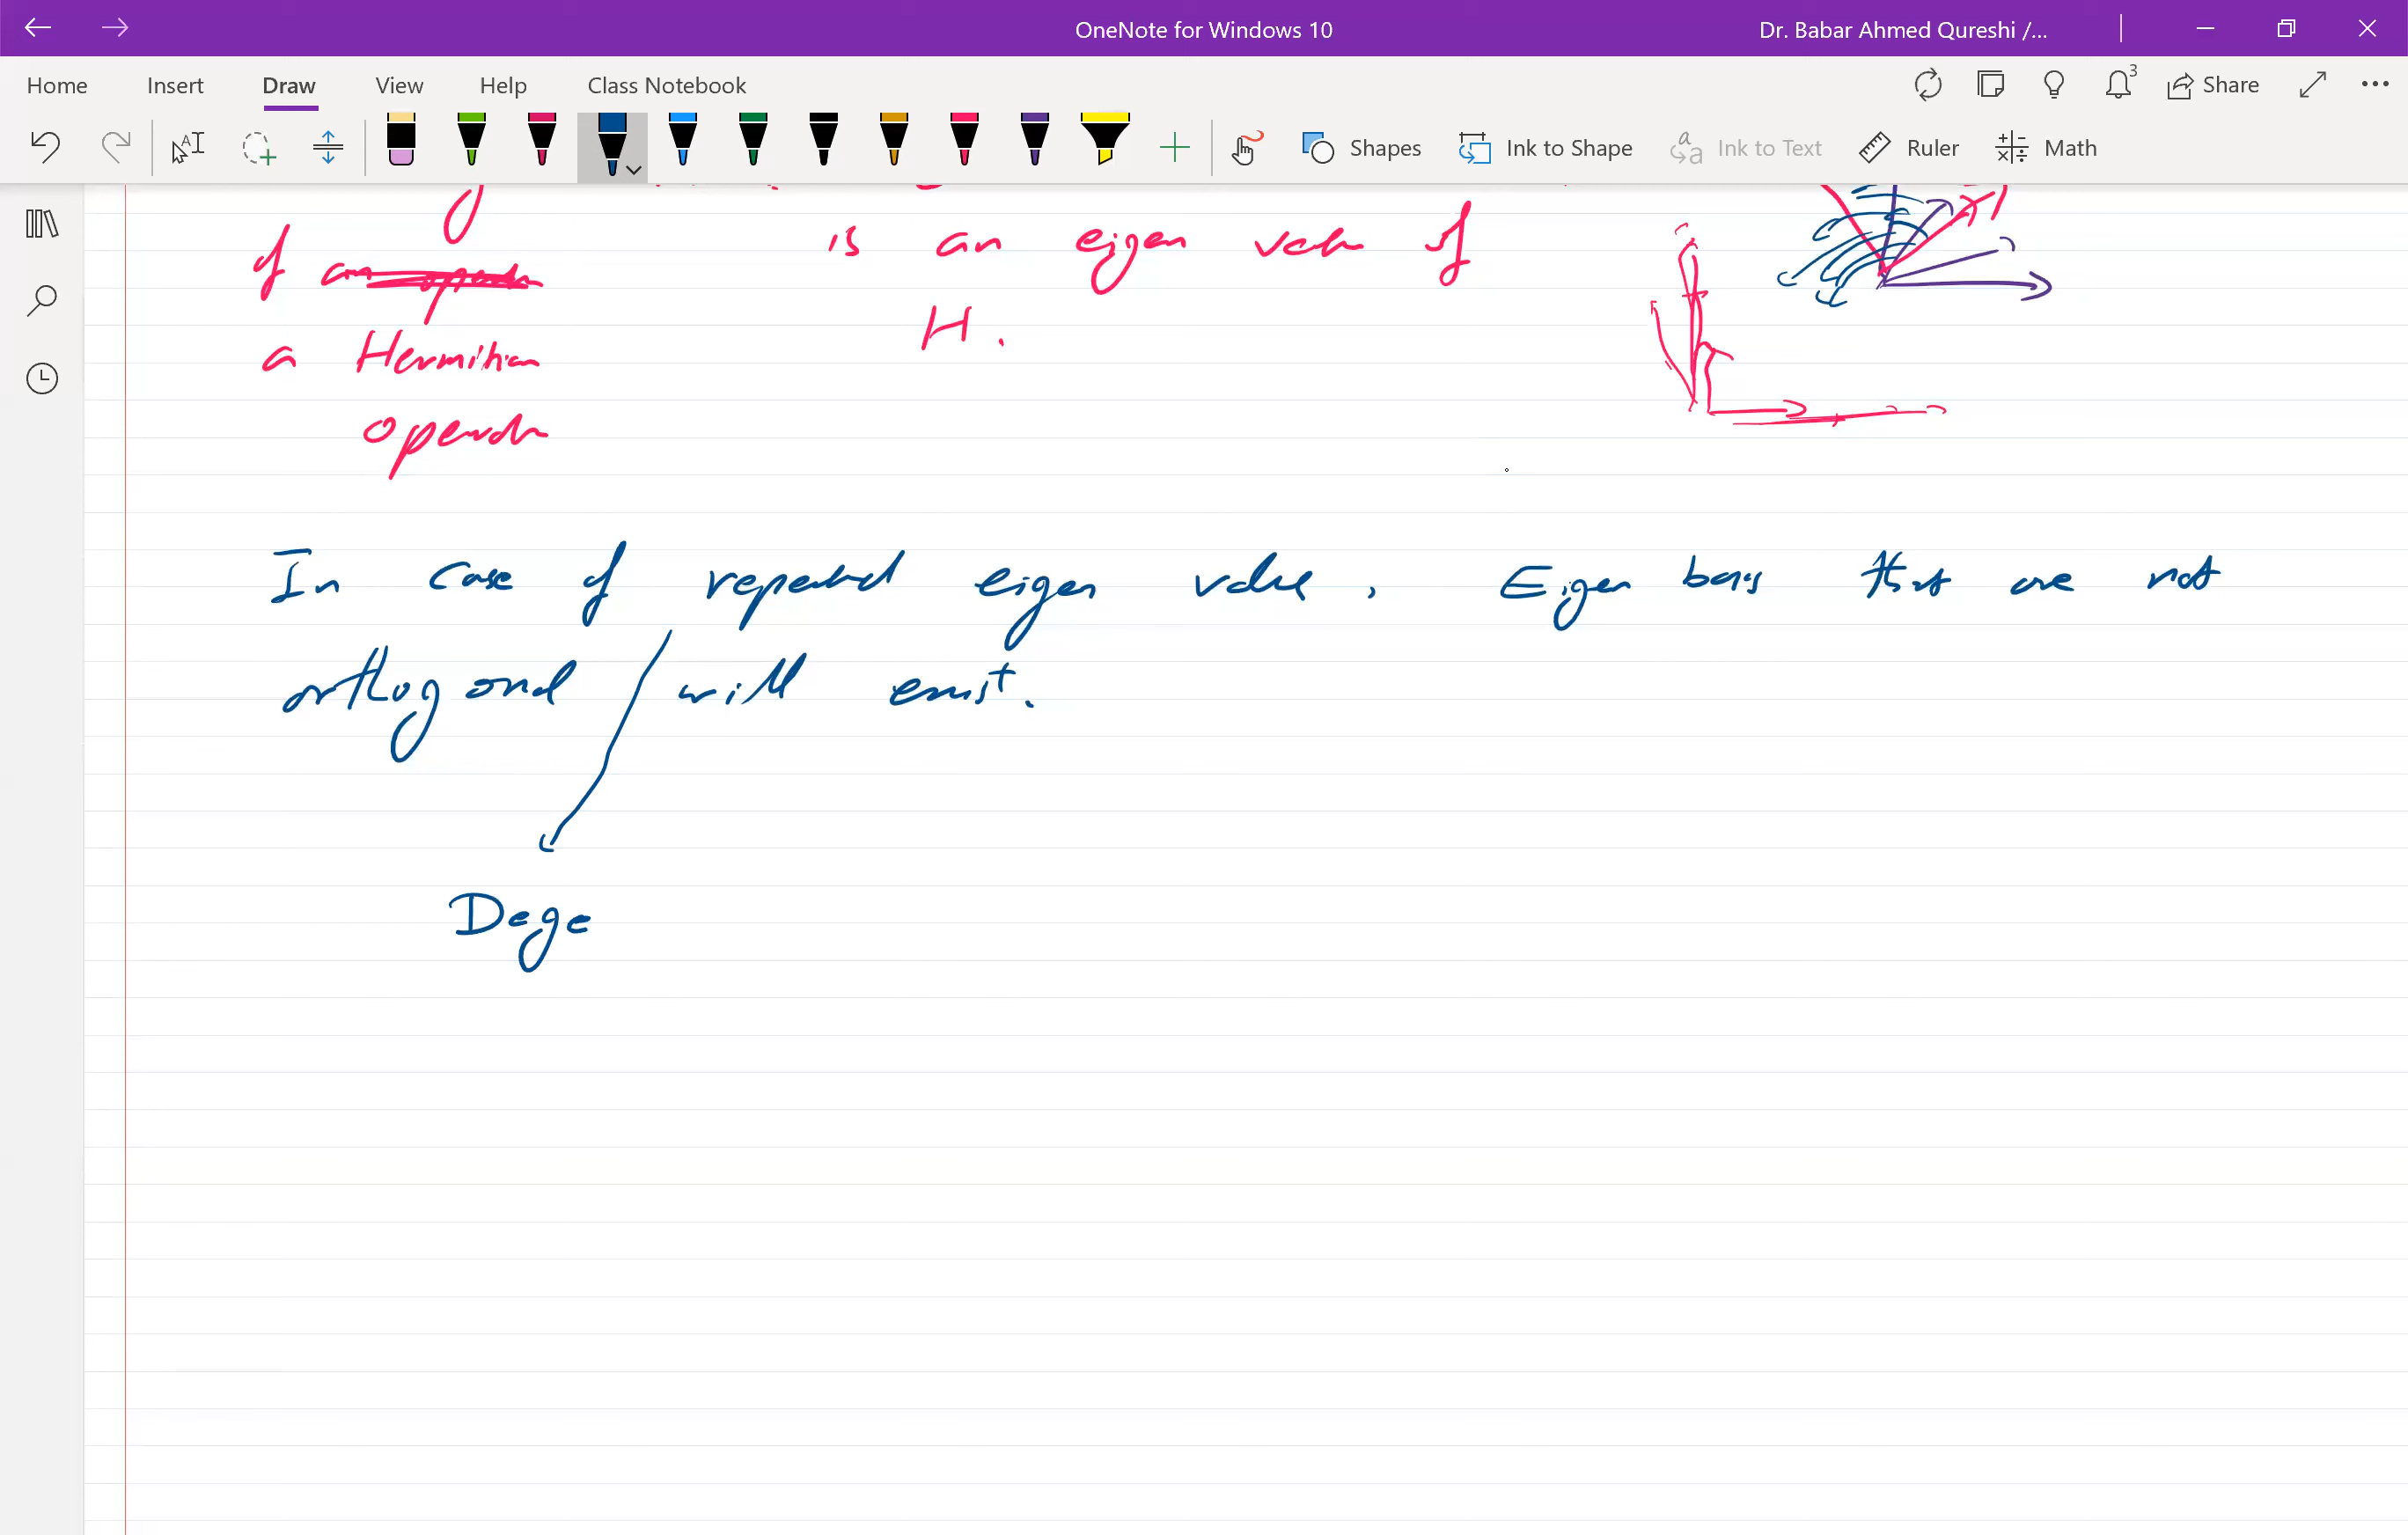 OneNote for Windows 10
Dr. Babar Ahmed Qureshi /...
Home Insert Draw View Help Class Notebook
3 Share
Shapes Ink to Shape Ink to Text Ruler Math
of is an eigen value of
a Hermitian H.
operator
In case of repeated eigen value, Eigen basis that are not
orthogonal will exist.
Dege